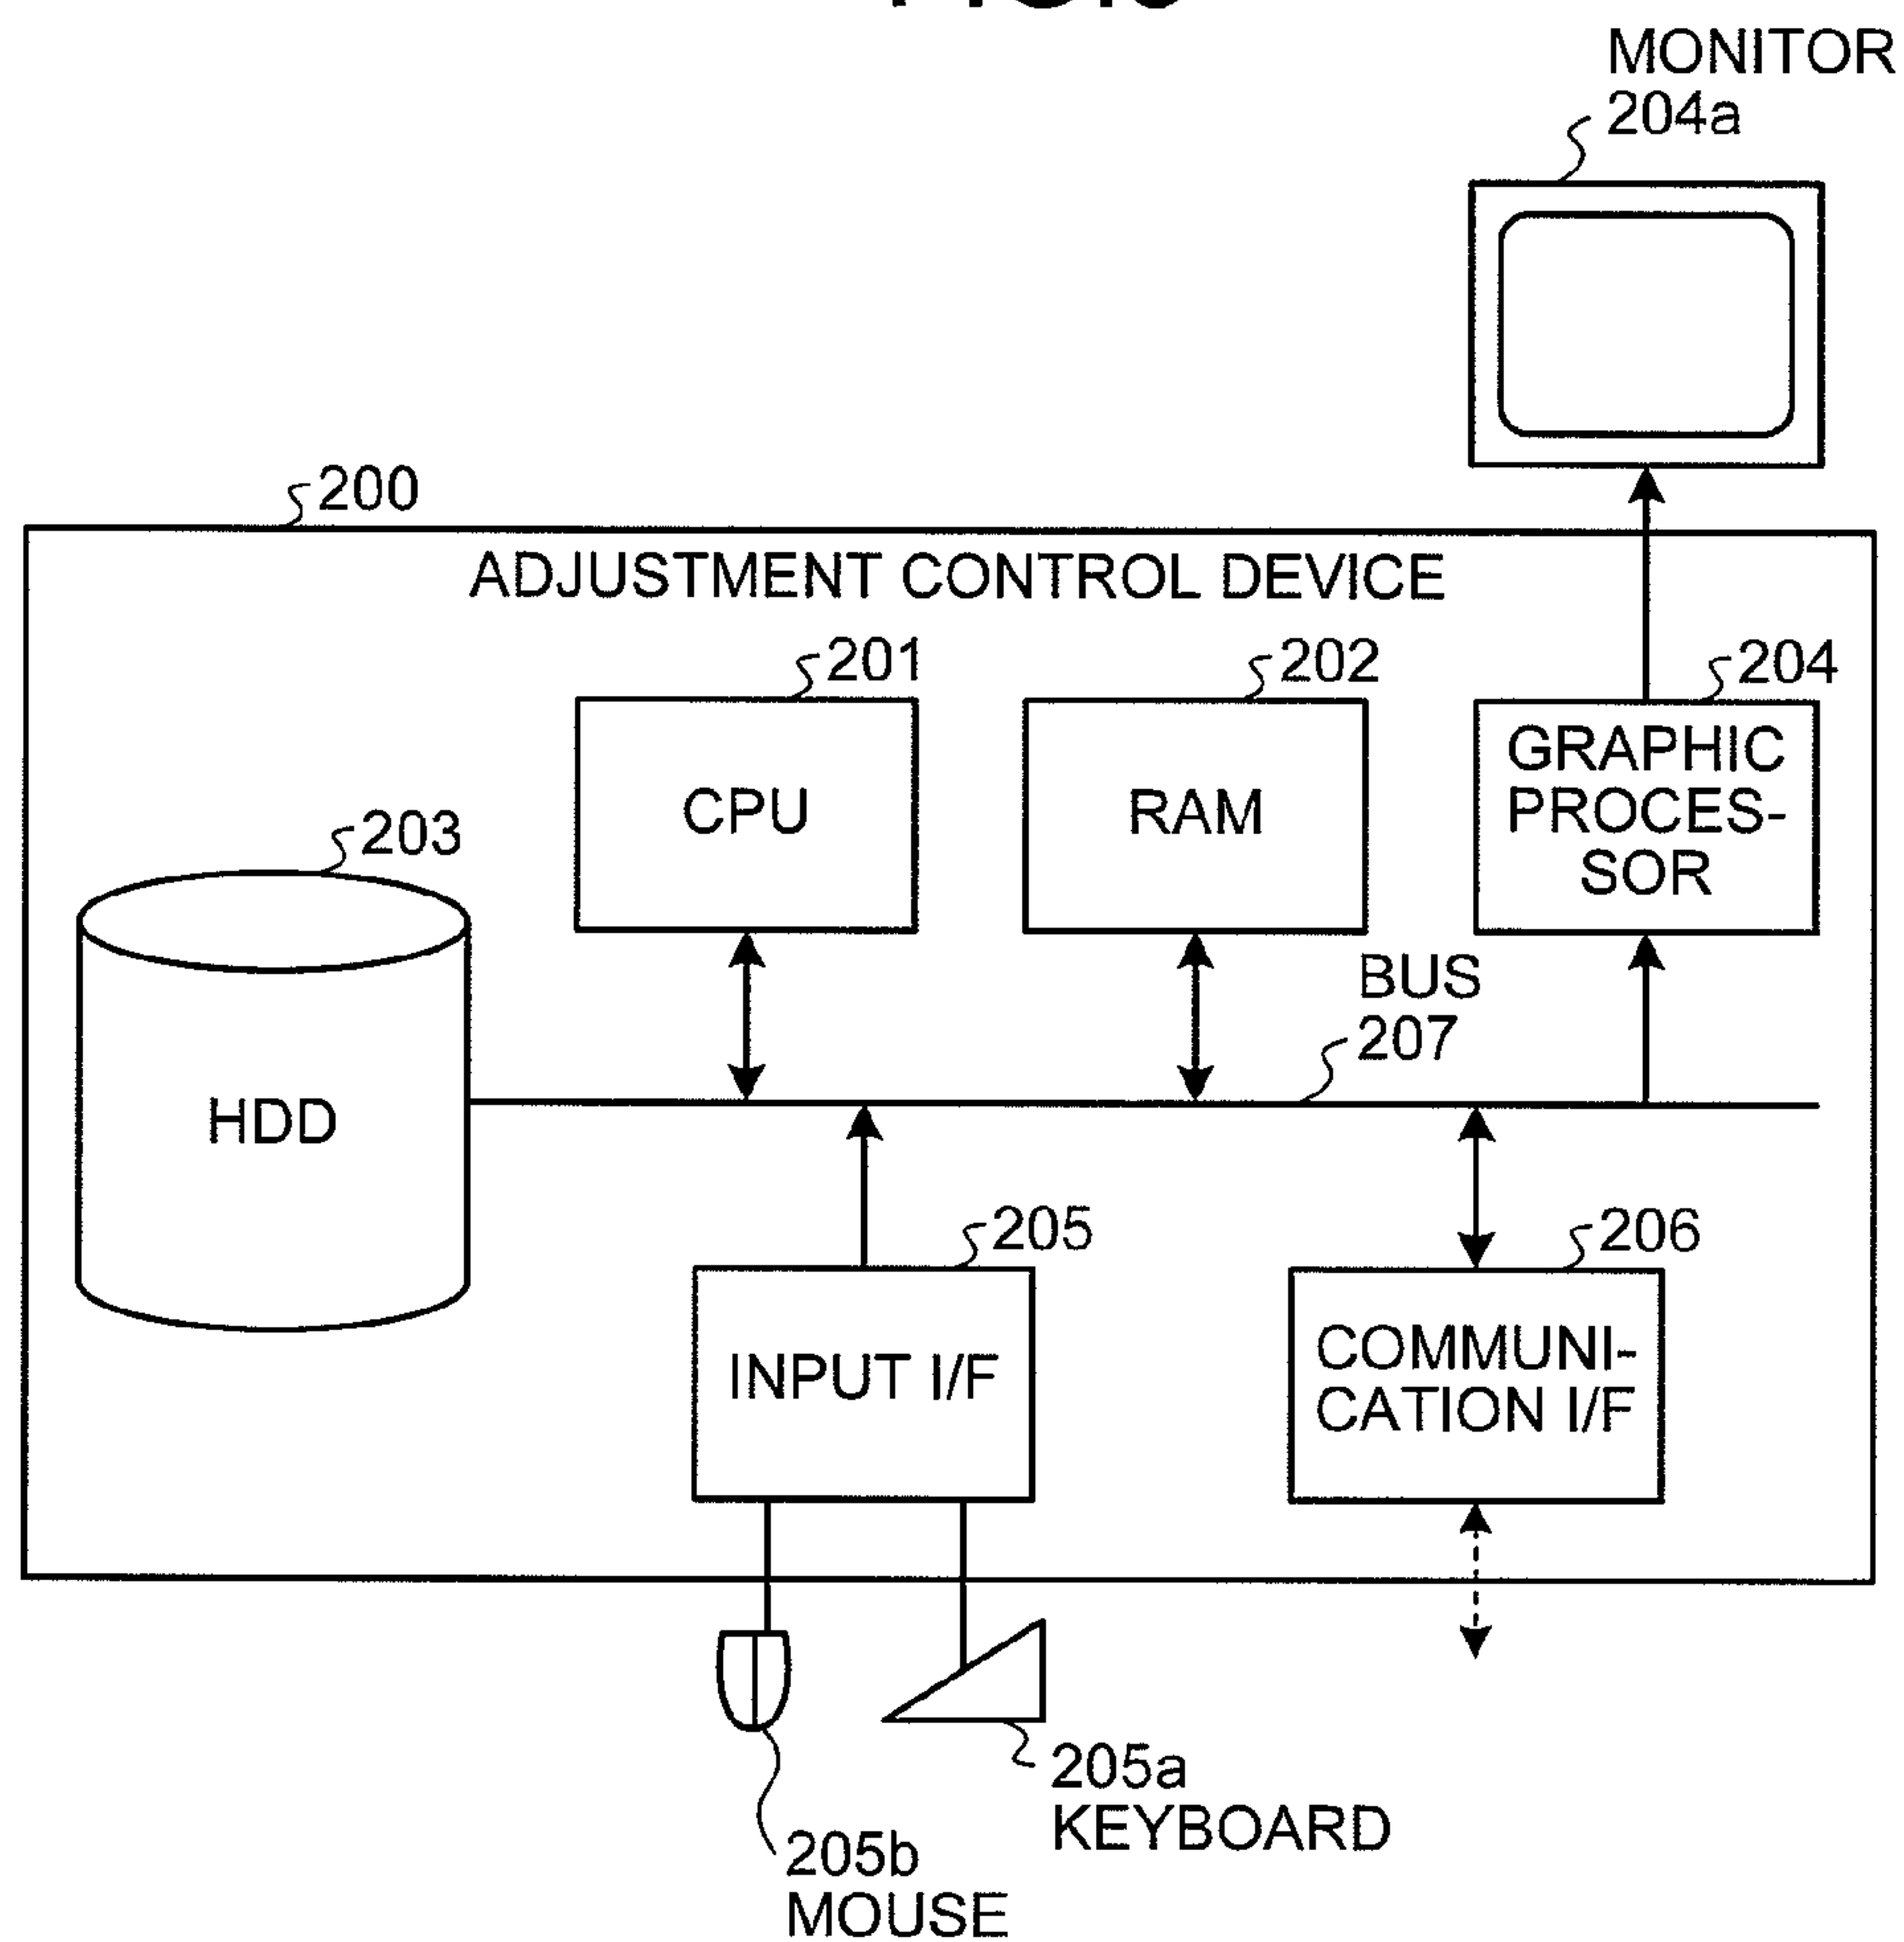 MONITOR
204a
200
ADJUSTMENT CONTROL DEVICE
201
202
204
CPU
RAM
GRAPHIC
PROCES-
SOR
203
HDD
BUS
207
205
206
INPUT I/F
COMMUNI-
CATION I/F
205a
KEYBOARD
205b
MOUSE